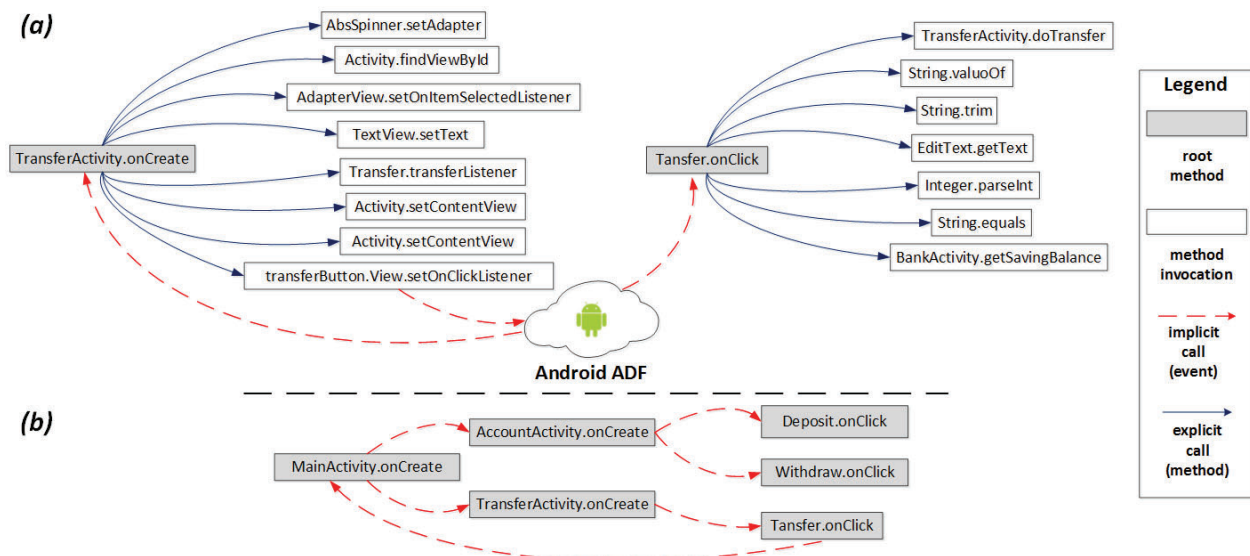 (a)
AbsSpinner.setAdapter
Activity.findViewById
AdapterView.setOnItemSelectedListener
TextView.setText
TransferActivity.onCreate
Transfer.transferListener
Activity.setContentView
Activity.setContentView
transferButton.View.setOnClickListener
TransferActivity.doTransfer
String.valuoOf
String.trim
EditText.getText
Tansfer.onClick
Integer.parseInt
String.equals
BankActivity.getSavingBalance
Android ADF
Legend
root
method
method
invocation
implicit
call
(event)
explicit
call
(method)
(b)
AccountActivity.onCreate
Deposit.onClick
MainActivity.onCreate
Withdraw.onClick
TransferActivity.onCreate
Tansfer.onClick